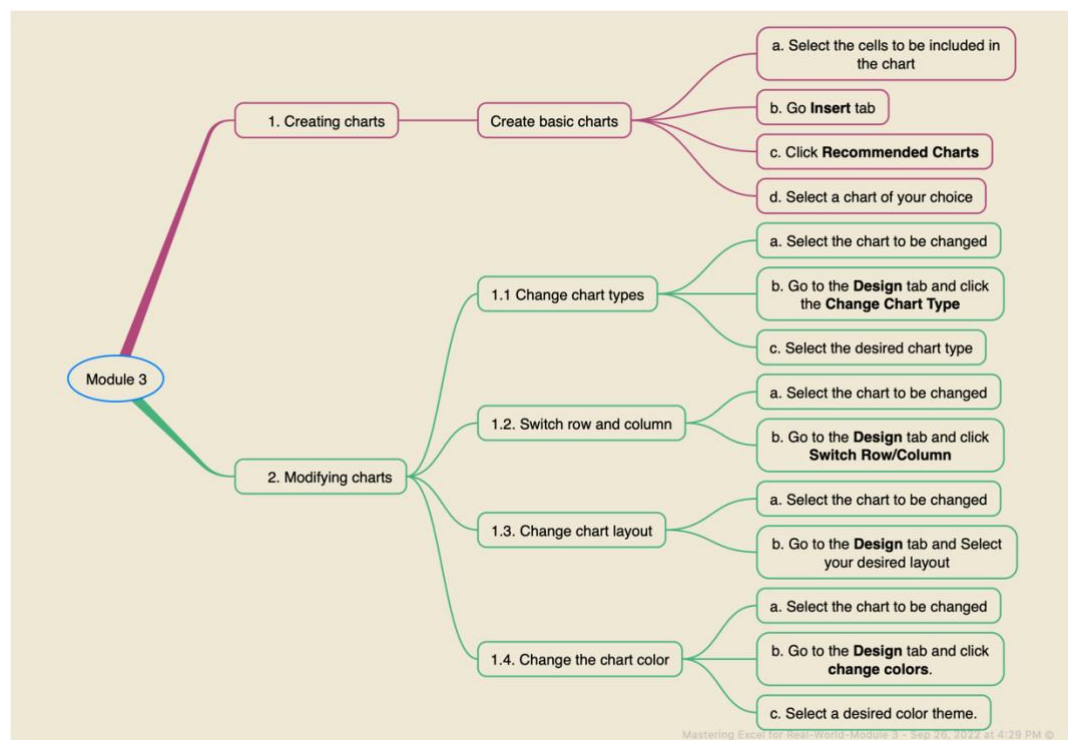 Module 3
1. Creating charts
Create basic charts
a. Select the cells to be included in
the chart
b. Go Insert tab
c. Click Recommended Charts
d. Select a chart of your choice
2. Modifying charts
1.1 Change chart types
a. Select the chart to be changed
b. Go to the Design tab and click
the Change Chart Type
c. Select the desired chart type
1.2. Switch row and column
a. Select the chart to be changed
b. Go to the Design tab and click
Switch Row/Column
1.3. Change chart layout
a. Select the chart to be changed
b. Go to the Design tab and Select
your desired layout
1.4. Change the chart color
a. Select the chart to be changed
b. Go to the Design tab and click
change colors.
c. Select a desired color theme.
Mastering Excel for Real-World-Module 3 - Sep 26, 2022 at 4:29 PM